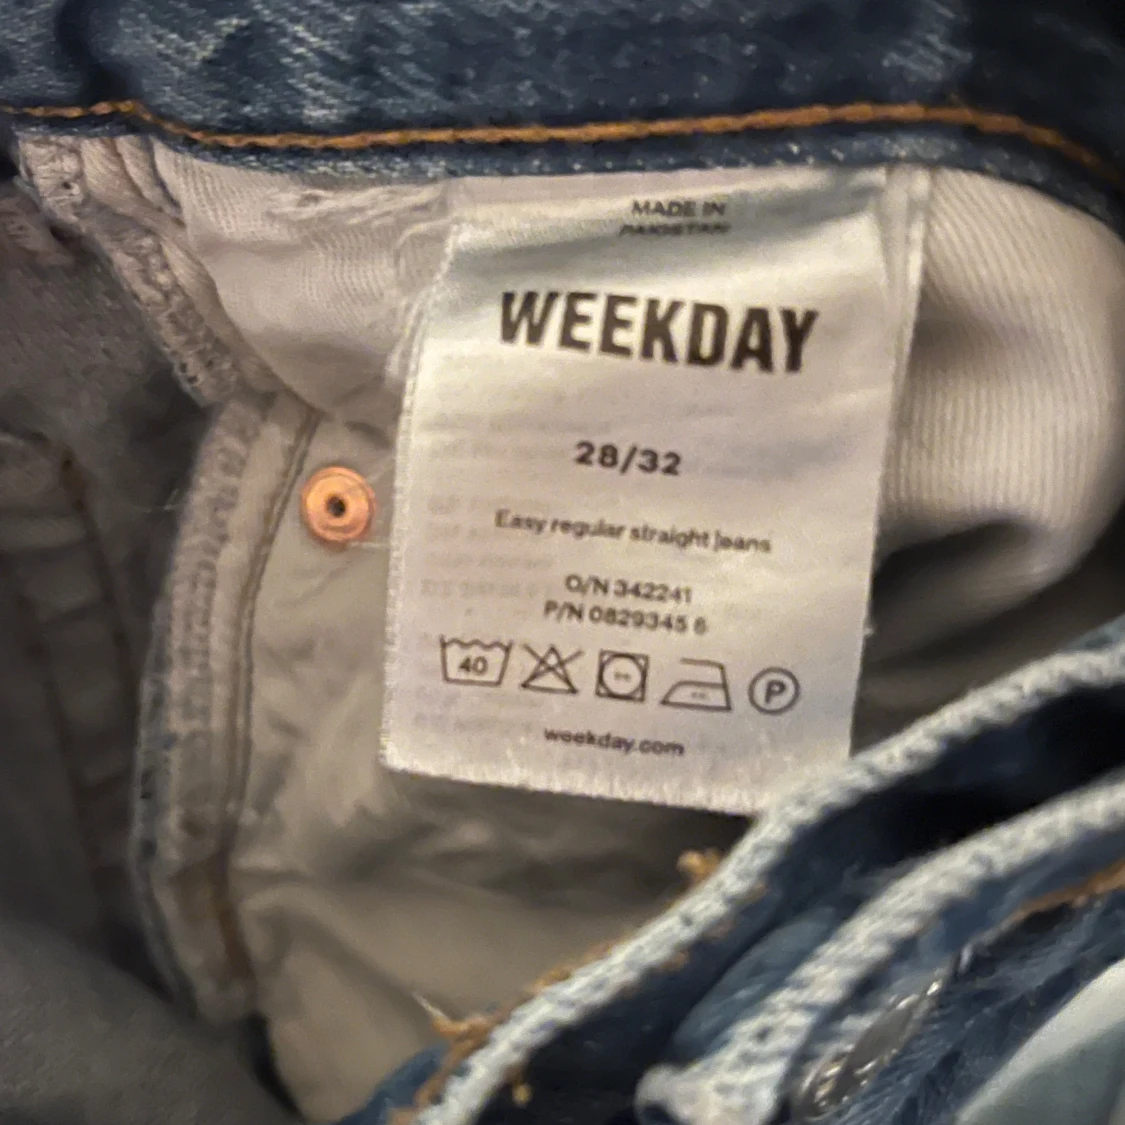 MADE IN
PAKISTAN
WEEKDAY
28/32
Easy regular straight jeans
O/N 342241
P/N 0829345 6
40
P
weekday.com